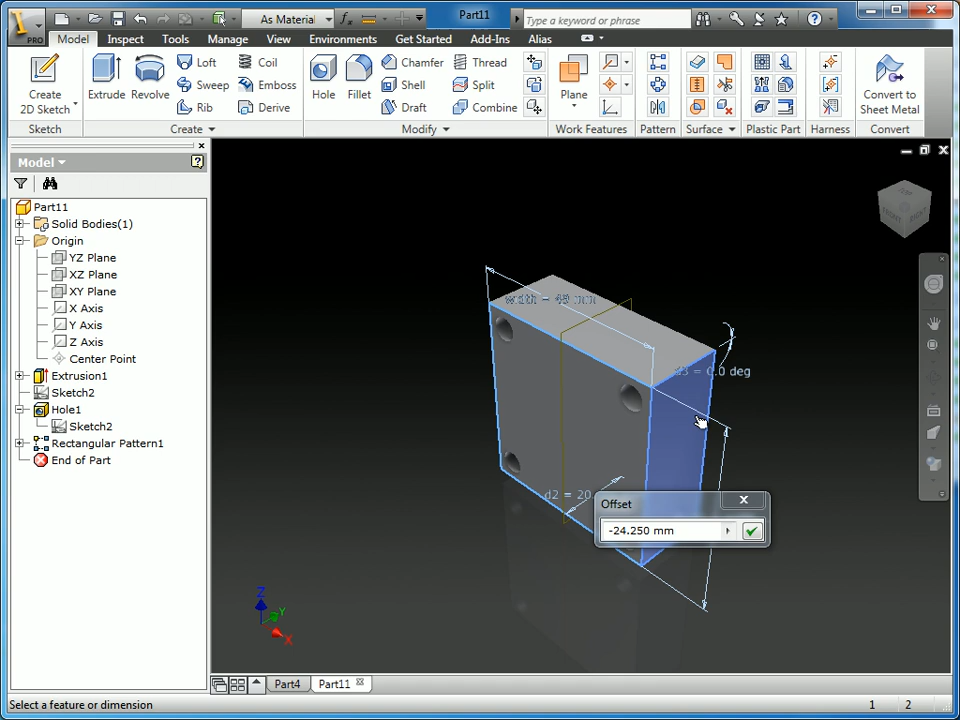 PRO
As Material
Part11
Type a keyword or phrase
Model Inspect Tools Manage View Environments Get Started Add-Ins Alias
Create
2D Sketch
Extrude
Revolve
Loft
Sweep
Rib
Coil
Emboss
Derive
Hole
Fillet
Chamfer
Shell
Draft
Thread
Split
Combine
Plane
Convert to
Sheet Metal
Sketch Create Modify Work Features Pattern Surface Plastic Part Harness Convert
Model
Part11
Solid Bodies(1)
Origin
YZ Plane
XZ Plane
XY Plane
X Axis
Y Axis
Z Axis
Center Point
Extrusion1
Sketch2
Hole1
Sketch2
Rectangular Pattern1
End of Part
FRONT RIGHT
width = 49 mm
d3 = 0.0 deg
d2 = 20.
Offset
-24.250 mm
Z
Y
X
Part4 Part11
Select a feature or dimension 1 2